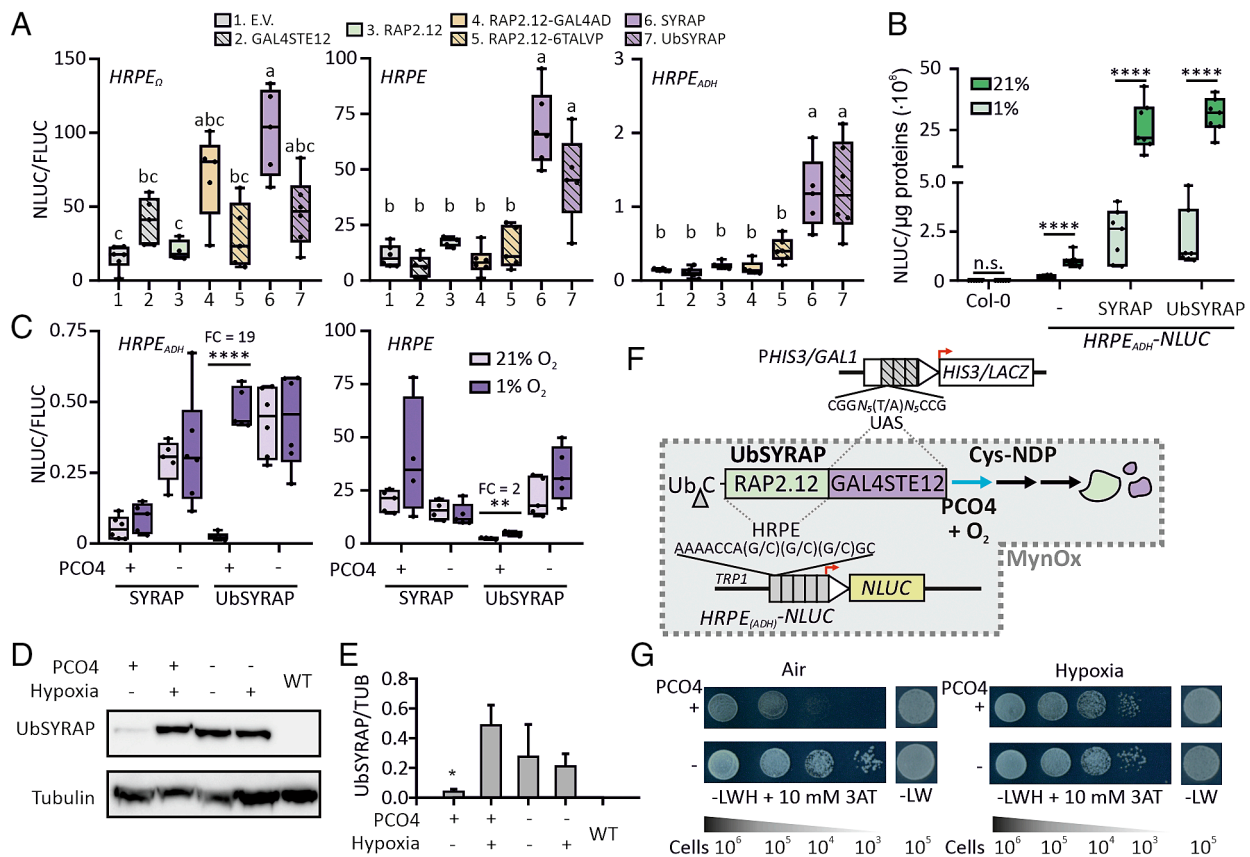 A
1. E.V.
2. GAL4STE12
3. RAP2.12
4. RAP2.12-GAL4AD
5. RAP2.12-6TALVP
6. SYRAP
7. UbSYRAP
NLUC/FLUC
HRPEΩ
150
100
50
0
c
bc
c
abc
bc
a
abc
1 2 3 4 5 6 7
HRPE
100
75
50
25
0
b b b b b a a
1 2 3 4 5 6 7
HRPEADH
3
2
1
0
b b b b b a a
1 2 3 4 5 6 7
B
NLUC/µg proteins (·10⁸)
21%
1%
50
25
5.0
2.5
0
n.s.
****
****
****
Col-0 - SYRAP UbSYRAP
HRPEADH-NLUC
C
NLUC/FLUC
HRPEADH
FC = 19
****
0.75
0.50
0.25
0
PCO4 + - + -
SYRAP UbSYRAP
HRPE
21% O₂
1% O₂
100
75
50
25
0
FC = 2
**
+ - + -
SYRAP UbSYRAP
D
PCO4 + + - - WT
Hypoxia - + - +
UbSYRAP
Tubulin
E
UbSYRAP/TUB
0.8
0.6
0.4
0.2
0.0
*
PCO4 + + - - WT
Hypoxia - + - +
F
PHIS3/GAL1
HIS3/LACZ
CGGN5(T/A)N5CCG
UAS
UbSYRAP
Cys-NDP
Ub C - RAP2.12 GAL4STE12
PCO4
+ O₂
HRPE
AAAACCA(G/C)(G/C)(G/C)GC
MynOx
TRP1
NLUC
HRPE(ADH)-NLUC
G
Air
Hypoxia
PCO4
+
-
PCO4
+
-
-LWH + 10 mM 3AT -LW
-LWH + 10 mM 3AT -LW
Cells 10⁶ 10⁵ 10⁴ 10³ 10⁵
Cells 10⁶ 10⁵ 10⁴ 10³ 10⁵